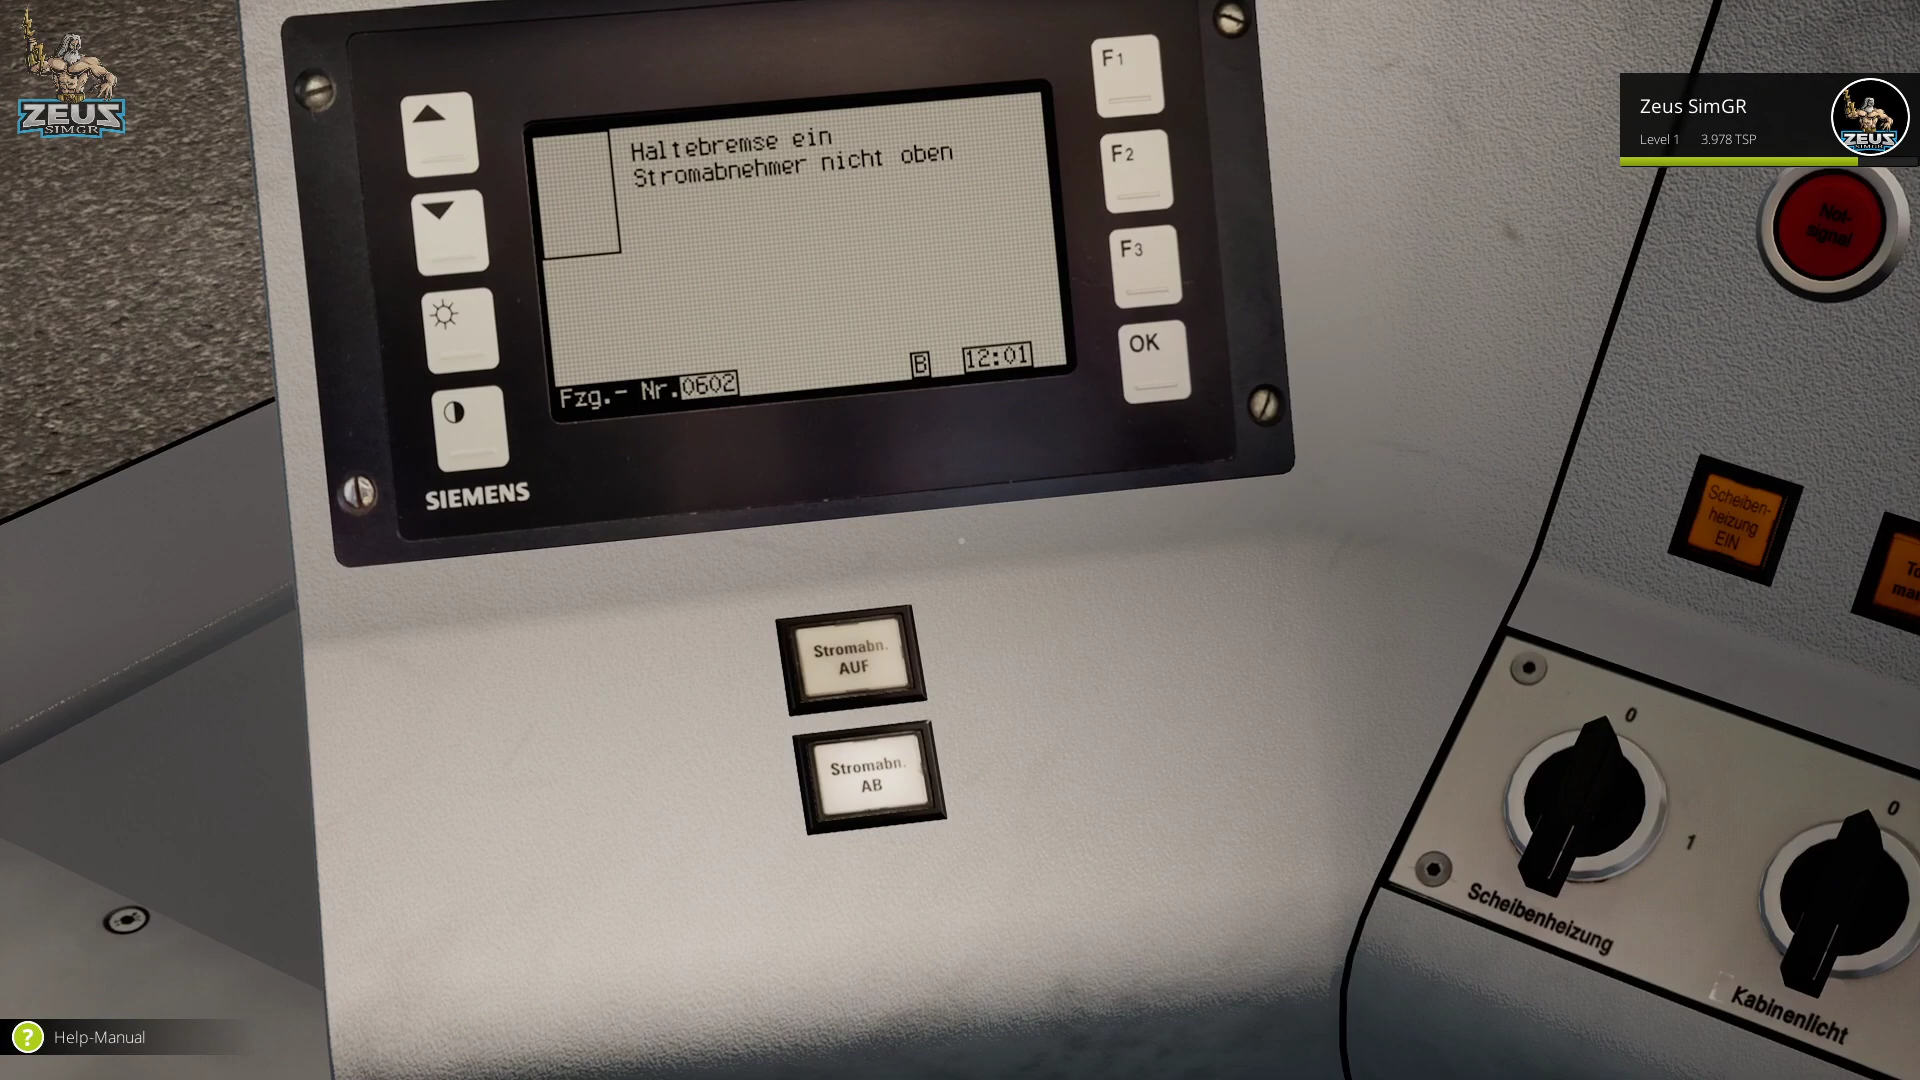 ZEUS
SIMGR
Haltebremse ein
Stromabnehmer nicht oben
Fzg.- Nr.0602
B
12:01
SIEMENS
F1
F2
F3
OK
Zeus SimGR
Level 1 3.978 TSP
ZEUS
SIMGR
Not-
signal
Scheiben-
heizung
EIN
Stromabn.
AUF
Stromabn.
AB
0
1
Scheibenheizung
0
Kabinenlicht
? Help-Manual